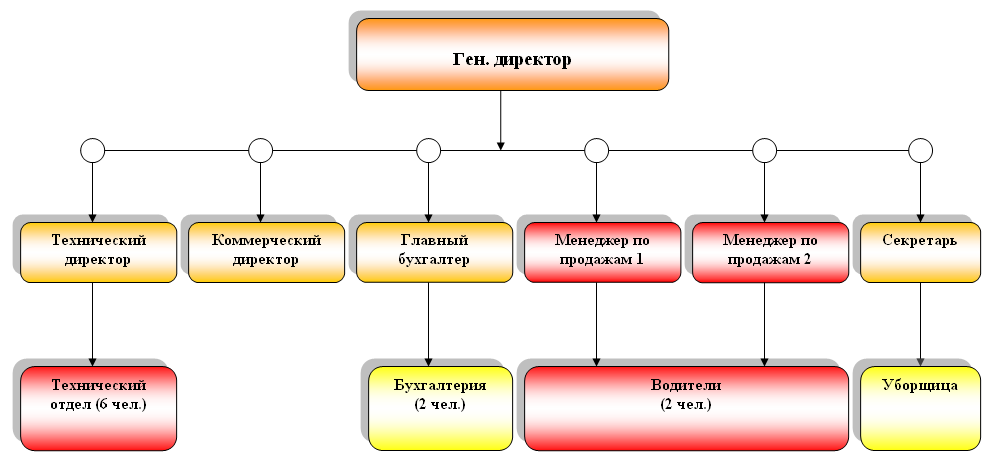 Ген. директор
Технический
директор
Коммерческий
директор
Главный
бухгалтер
Менеджер по
продажам 1
Менеджер по
продажам 2
Секретарь
Технический
отдел (6 чел.)
Бухгалтерия
(2 чел.)
Водители
(2 чел.)
Уборщица